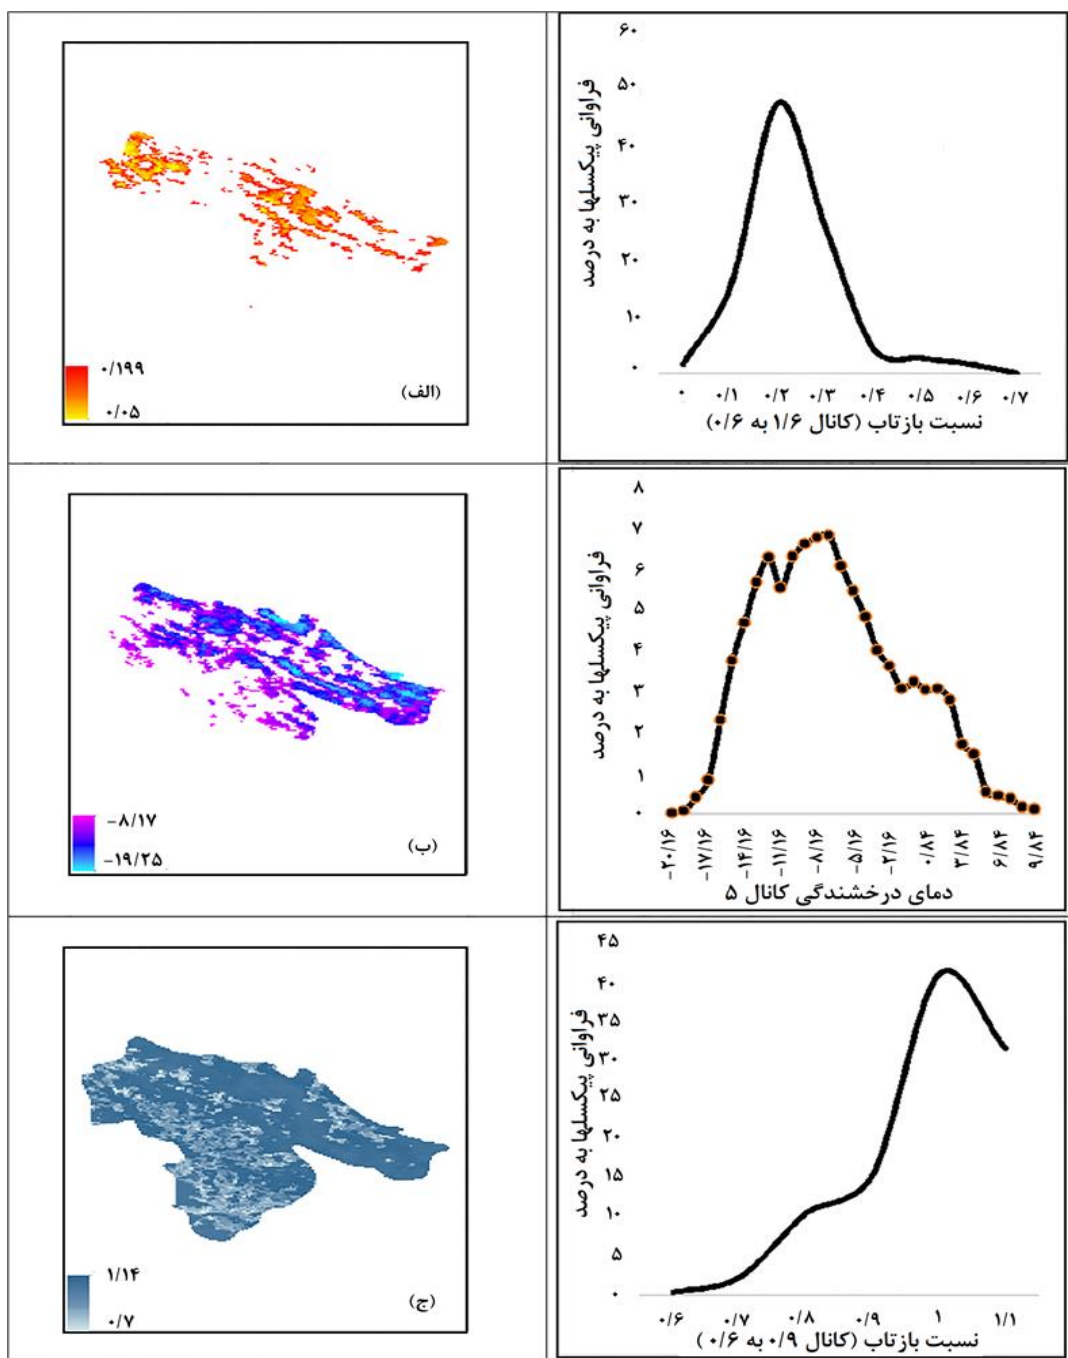 ۰/۱۹۹
۰/۰۵
(الف)
فراوانی پیکسلها به درصد
۶۰
۵۰
۴۰
۳۰
۲۰
۱۰
۰
۰ ۰/۱ ۰/۲ ۰/۳ ۰/۴ ۰/۵ ۰/۶ ۰/۷
نسبت بازتاب (کانال ۱/۶ به ۰/۶)
-۸/۱۷
-۱۹/۲۵
(ب)
فراوانی پیکسلها به درصد
۸
۷
۶
۵
۴
۳
۲
۱
۰
-۲۰/۱۶ -۱۷/۱۶ -۱۴/۱۶ -۱۱/۱۶ -۸/۱۶ -۵/۱۶ -۲/۱۶ ۰/۸۴ ۳/۸۴ ۶/۸۴ ۹/۸۴
دمای درخشندگی کانال ۵
۱/۱۴
۰/۷
(ج)
فراوانی پیکسلها به درصد
۴۵
۴۰
۳۵
۳۰
۲۵
۲۰
۱۵
۱۰
۵
۰
۰/۶ ۰/۷ ۰/۸ ۰/۹ ۱ ۱/۱
نسبت بازتاب (کانال ۰/۹ به ۰/۶)